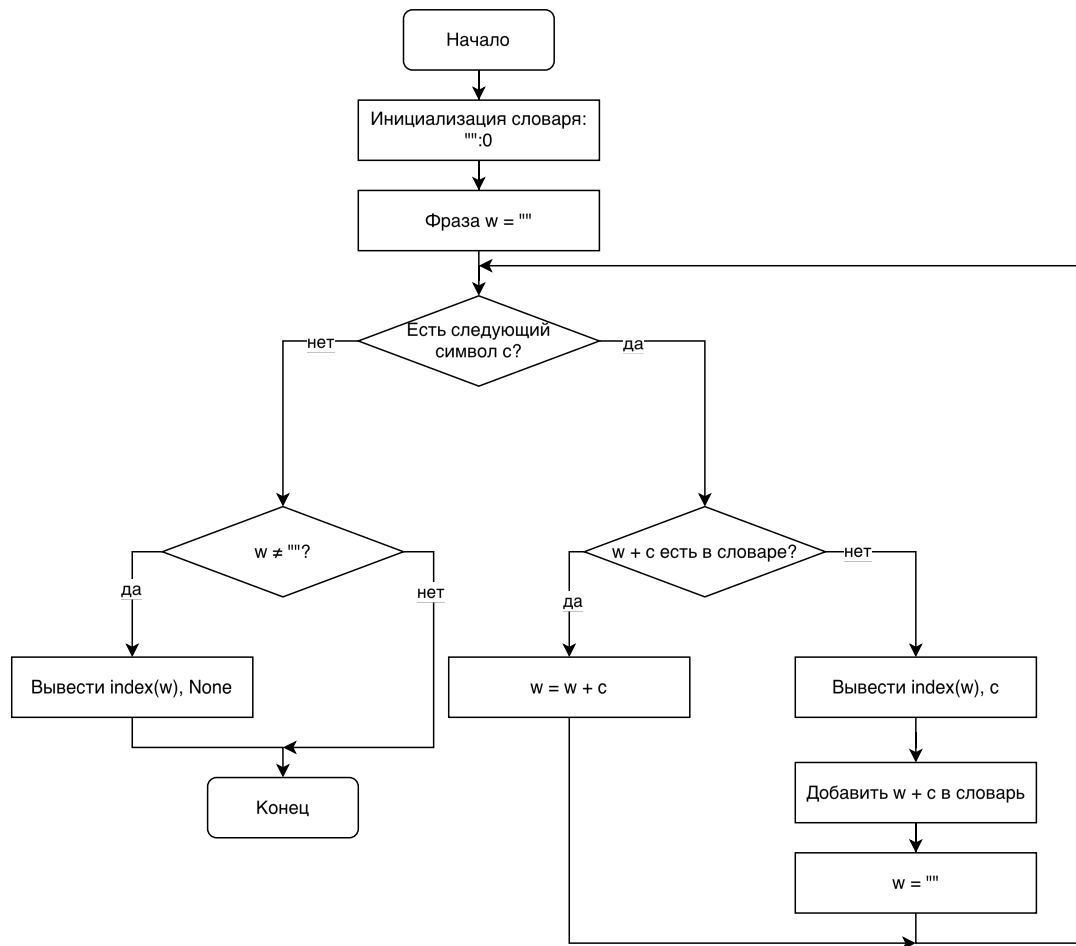 Начало
Инициализация словаря:
"":0
Фраза w = ""
Есть следующий
символ c?
нет
да
w ≠ ""?
w + c есть в словаре?
да
нет
да
нет
Вывести index(w), None
w = w + c
Вывести index(w), c
Добавить w + c в словарь
Конец
w = ""